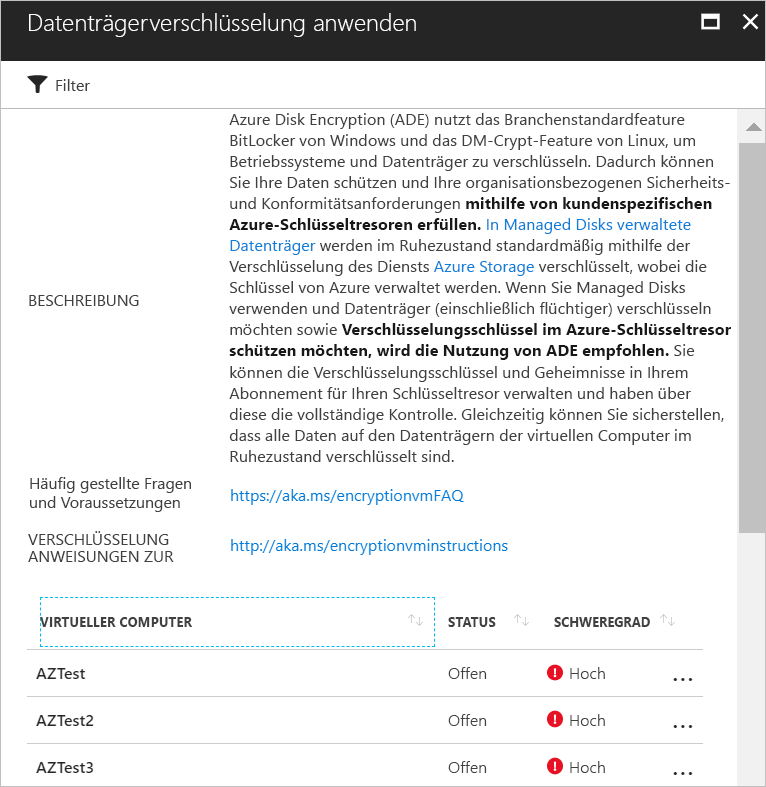 Datenträgerverschlüsselung anwenden
Filter
Azure Disk Encryption (ADE) nutzt das Branchenstandardfeature
BitLocker von Windows und das DM-Crypt-Feature von Linux, um
Betriebssysteme und Datenträger zu verschlüsseln. Dadurch können
Sie Ihre Daten schützen und Ihre organisationsbezogenen Sicherheits-
und Konformitätsanforderungen mithilfe von kundenspezifischen
Azure-Schlüsseltresoren erfüllen. In Managed Disks verwaltete
Datenträger werden im Ruhezustand standardmäßig mithilfe der
Verschlüsselung des Diensts Azure Storage verschlüsselt, wobei die
Schlüssel von Azure verwaltet werden. Wenn Sie Managed Disks
BESCHREIBUNG
verwenden und Datenträger (einschließlich flüchtiger) verschlüsseln
möchten sowie Verschlüsselungsschlüssel im Azure-Schlüsseltresor
schützen möchten, wird die Nutzung von ADE empfohlen. Sie
können die Verschlüsselungsschlüssel und Geheimnisse in Ihrem
Abonnement für Ihren Schlüsseltresor verwalten und haben über
diese die vollständige Kontrolle. Gleichzeitig können Sie sicherstellen,
dass alle Daten auf den Datenträgern der virtuellen Computer im
Ruhezustand verschlüsselt sind.
Häufig gestellte Fragen
und Voraussetzungen
https://aka.ms/encryptionvmFAQ
VERSCHLÜSSELUNG
ANWEISUNGEN ZUR
http://aka.ms/encryptionvminstructions
VIRTUELLER COMPUTER STATUS SCHWEREGRAD
AZTest Offen Hoch ...
AZTest2 Offen Hoch ...
AZTest3 Offen Hoch ...